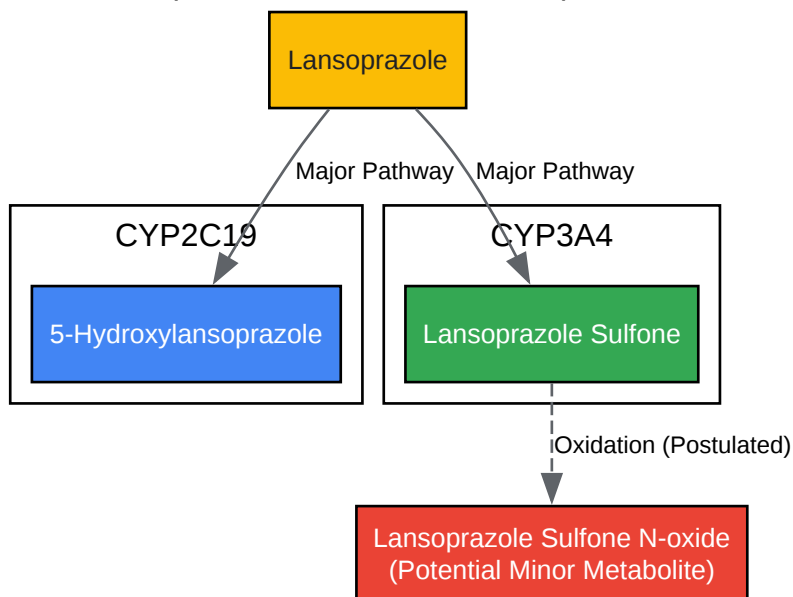 Lansoprazole
Major Pathway
Major Pathway
CYP2C19
CYP3A4
5-Hydroxylansoprazole
Lansoprazole Sulfone
Oxidation (Postulated)
Lansoprazole Sulfone N-oxide
(Potential Minor Metabolite)